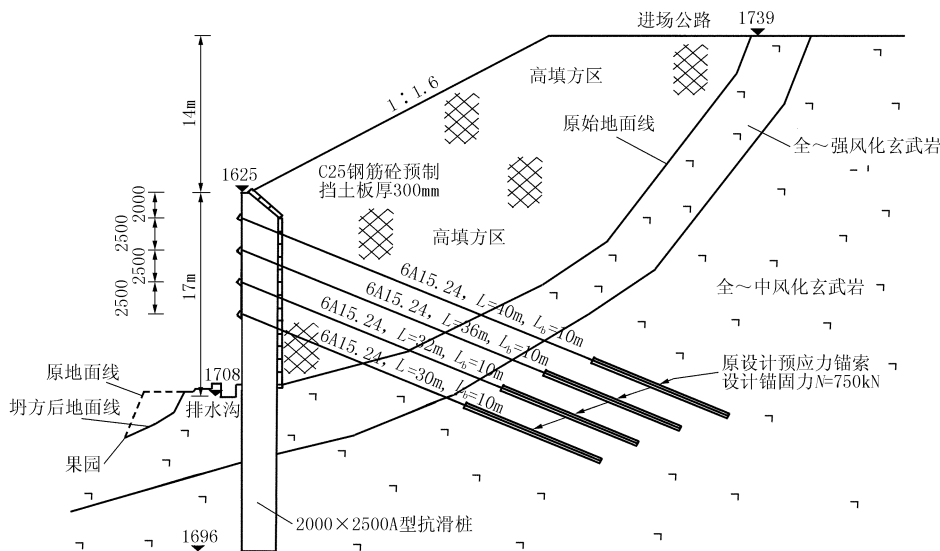 进场公路
1739
14m
1∶1.6
高填方区
原始地面线
全～强风化玄武岩
1625
C25钢筋砼预制
挡土板厚300mm
2000
2500
2500
2500
17m
高填方区
6A15.24, L=40m, Lb=10m
6A15.24, L=36m, Lb=10m
6A15.24, L=32m, Lb=10m
6A15.24, L=30m, Lb=10m
全～中风化玄武岩
原设计预应力锚索
设计锚固力N=750kN
原地面线
1708
坍方后地面线
排水沟
果园
2000×2500A型抗滑桩
1696